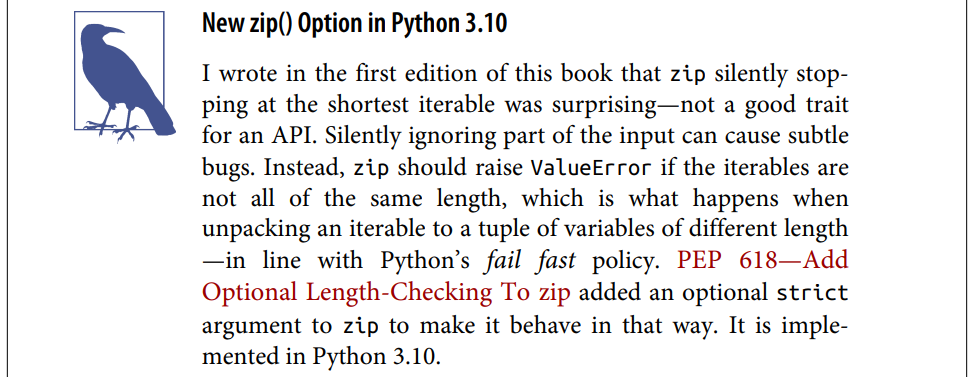 New zip() Option in Python 3.10
I wrote in the first edition of this book that zip silently stop-
ping at the shortest iterable was surprising—not a good trait
for an API. Silently ignoring part of the input can cause subtle
bugs. Instead, zip should raise ValueError if the iterables are
not all of the same length, which is what happens when
unpacking an iterable to a tuple of variables of different length
—in line with Python’s fail fast policy. PEP 618—Add
Optional Length-Checking To zip added an optional strict
argument to zip to make it behave in that way. It is imple-
mented in Python 3.10.